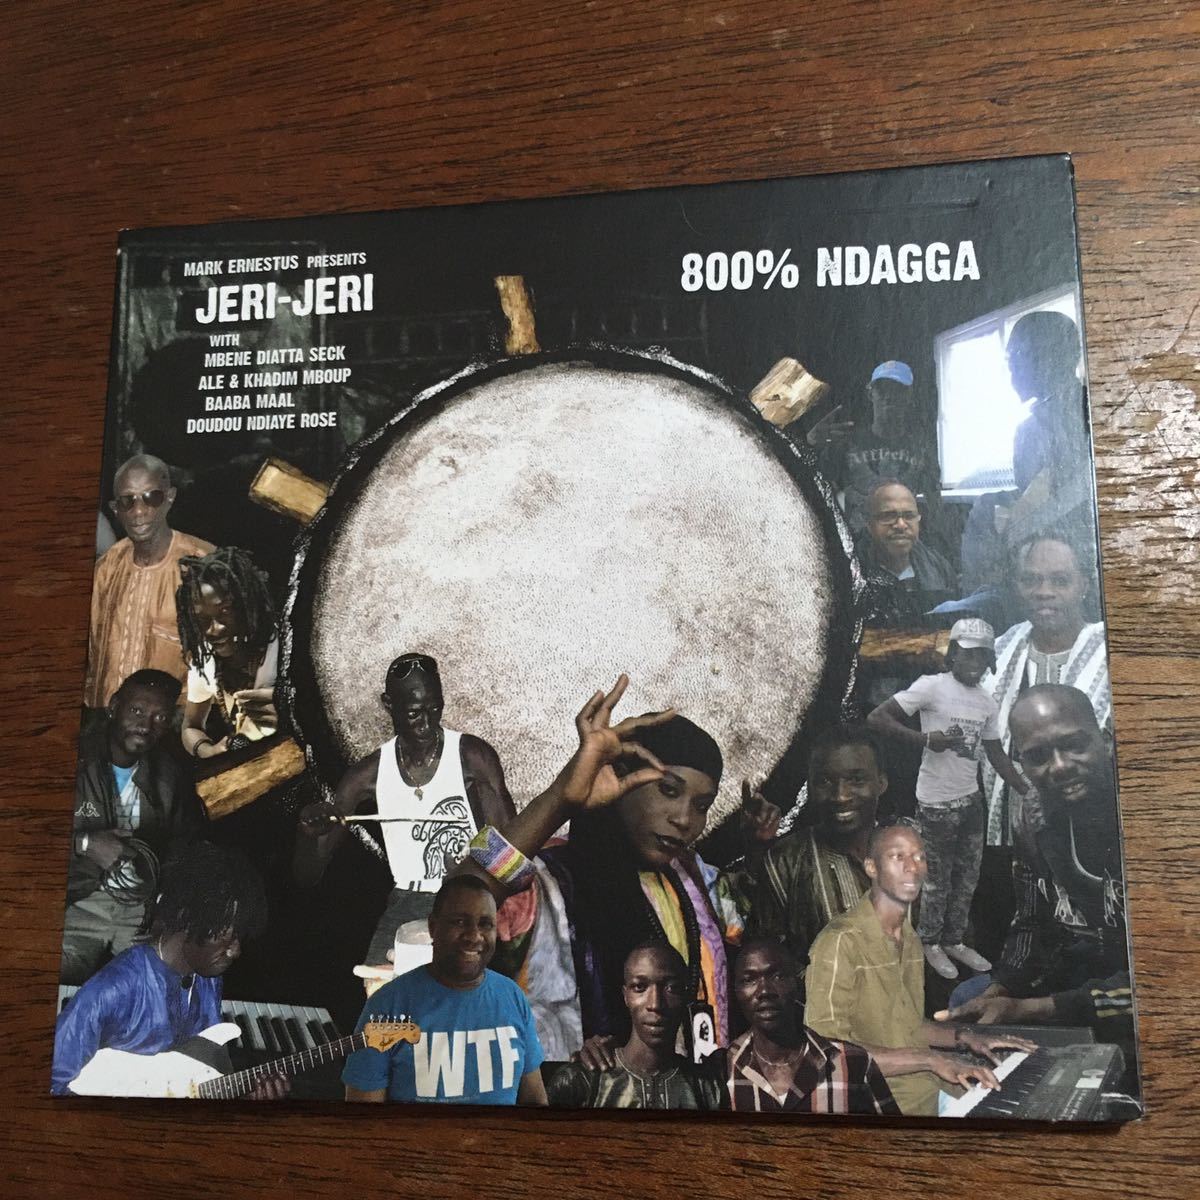 MARK ERNESTUS PRESENTS
JERI-JERI
WITH
MBENE DIATTA SECK
ALE & KHADIM MBOUP
BAABA MAAL
DOUDOU NDIAYE ROSE
800% NDAGGA
Affliction
WTF